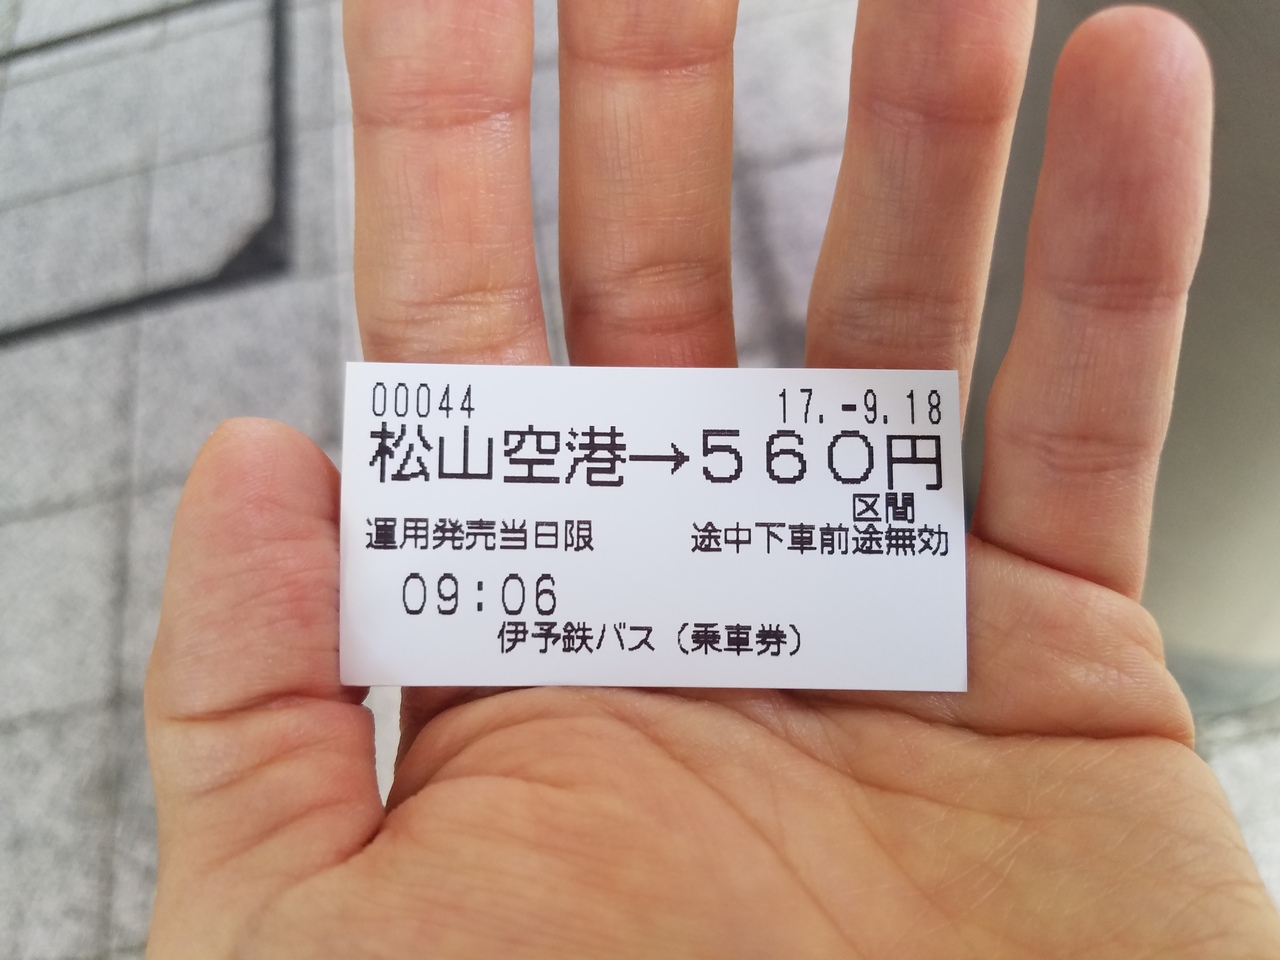 00044 17.-9.18
松山空港→560円
区間
運用発売当日限 途中下車前途無効
09:06
伊予鉄バス（乗車券）